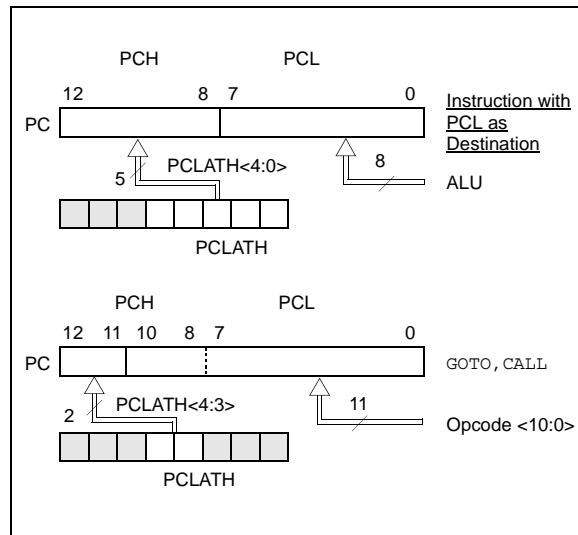 PCH PCL
12 8 7 0
PC
Instruction with
PCL as
Destination
5 PCLATH<4:0>
8
ALU
PCLATH
PCH PCL
12 11 10 8 7 0
PC
GOTO, CALL
2 PCLATH<4:3>
11
Opcode <10:0>
PCLATH